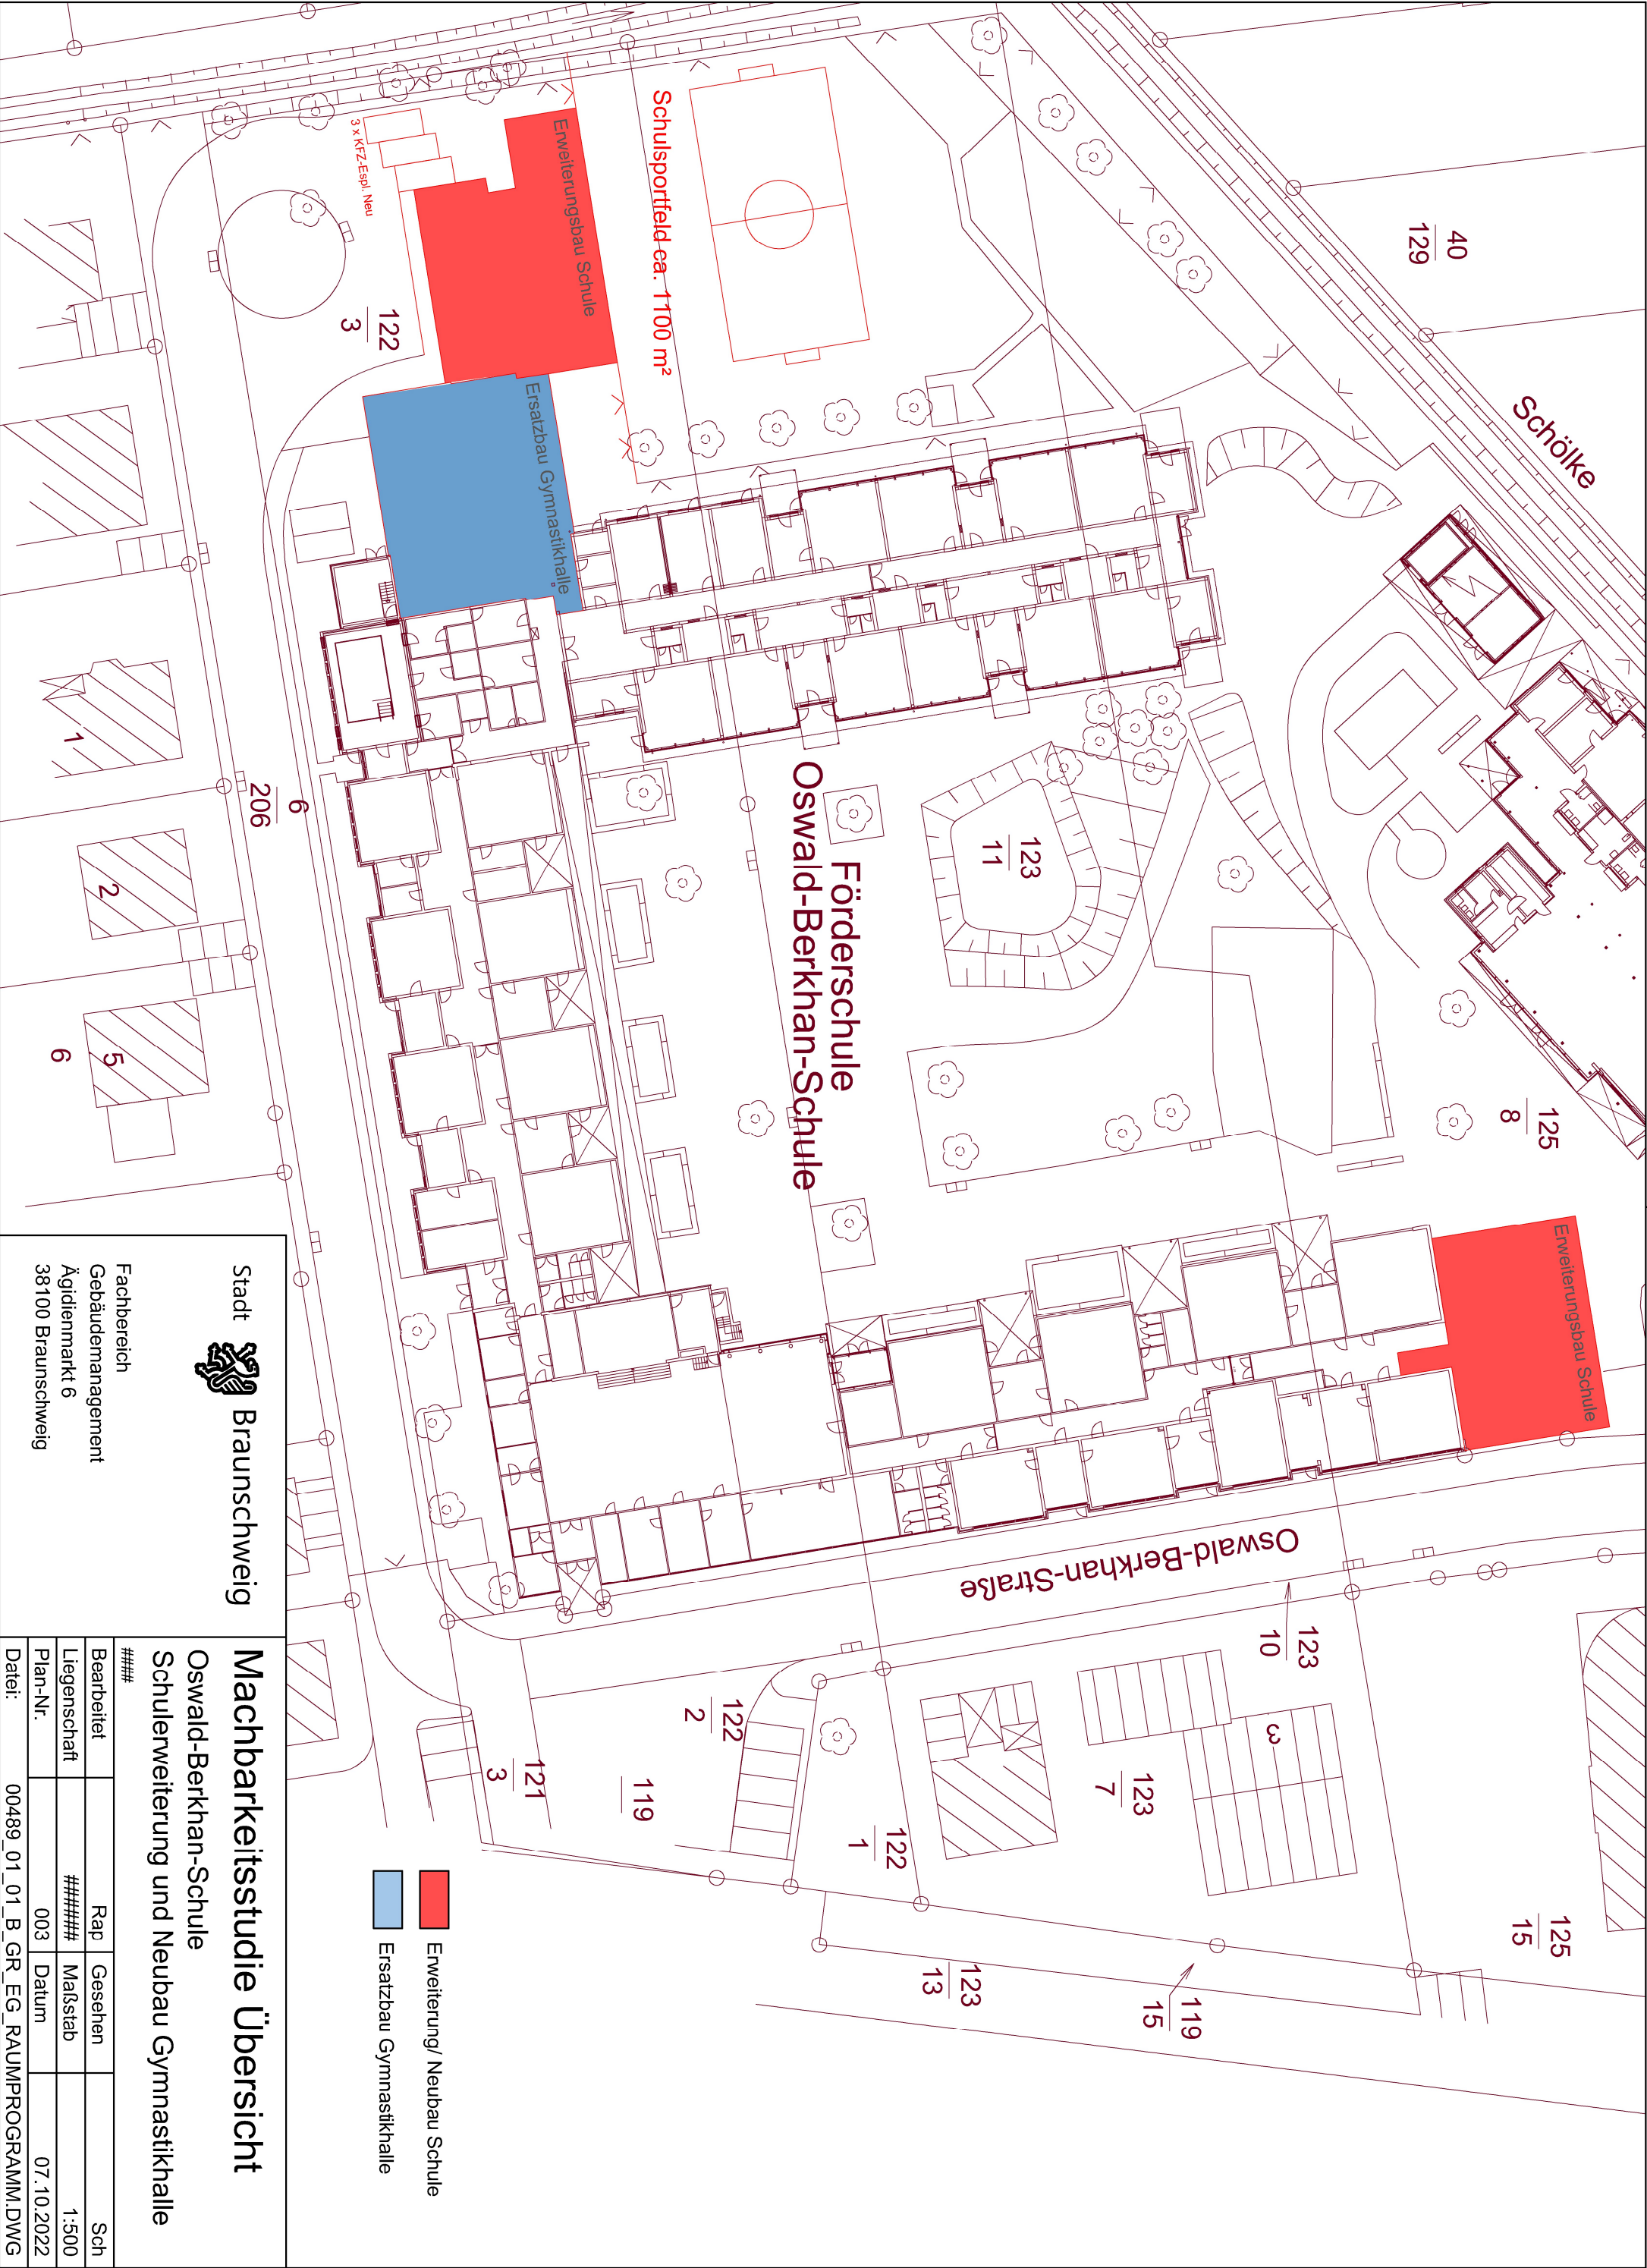 40
129
Schölke
Schulsportfeld ca. 1100 m²
Erweiterungsbau Schule
3 x KFZ-Espl. Neu
122
3
Ersatzbau Gymnastikhalle
Förderschule
Oswald-Berkhan-Schule
123
11
125
8
Erweiterungsbau Schule
1
6
206
2
5
6
Oswald-Berkhan-Straße
123
10
3
123
7
125
15
122
2
122
1
119
121
3
123
13
119
15
Erweiterung/ Neubau Schule
Ersatzbau Gymnastikhalle
Stadt Braunschweig
Fachbereich
Gebäudemanagement
Ägidienmarkt 6
38100 Braunschweig
Machbarkeitsstudie Übersicht
Oswald-Berkhan-Schule
Schulerweiterung und Neubau Gymnastikhalle
####
Bearbeitet Rap Gesehen Sch
Liegenschaft ####### Maßstab 1:500
Plan-Nr. 003 Datum 07.10.2022
Datei: 00489_01_01_B_GR_EG_RAUMPROGRAMM.DWG